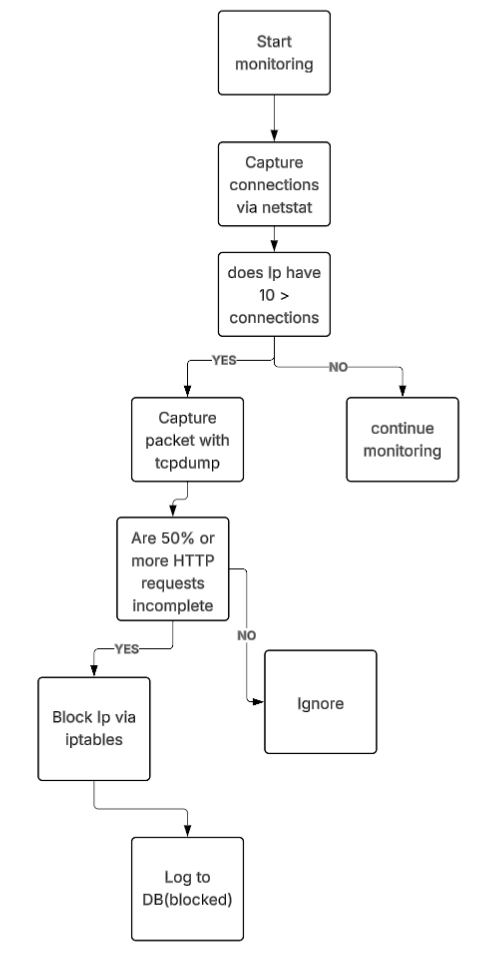 Start
monitoring
Capture
connections
via netstat
does Ip have
10 >
connections
YES
NO
Capture
packet with
tcpdump
continue
monitoring
Are 50% or
more HTTP
requests
incomplete
YES
NO
Block Ip via
iptables
Ignore
Log to
DB(blocked)